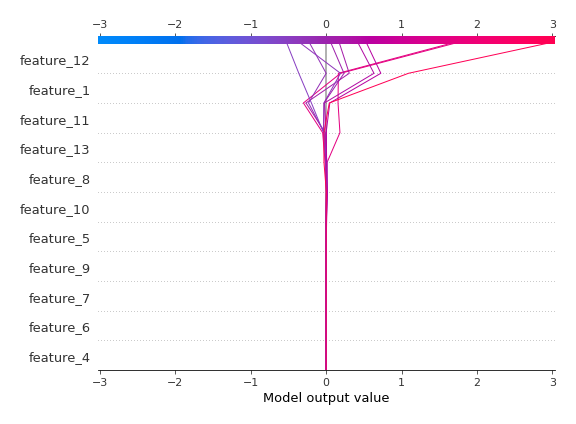 −3 −2 −1 0 1 2 3
feature_12
feature_1
feature_11
feature_13
feature_8
feature_10
feature_5
feature_9
feature_7
feature_6
feature_4
−3 −2 −1 0 1 2 3
Model output value